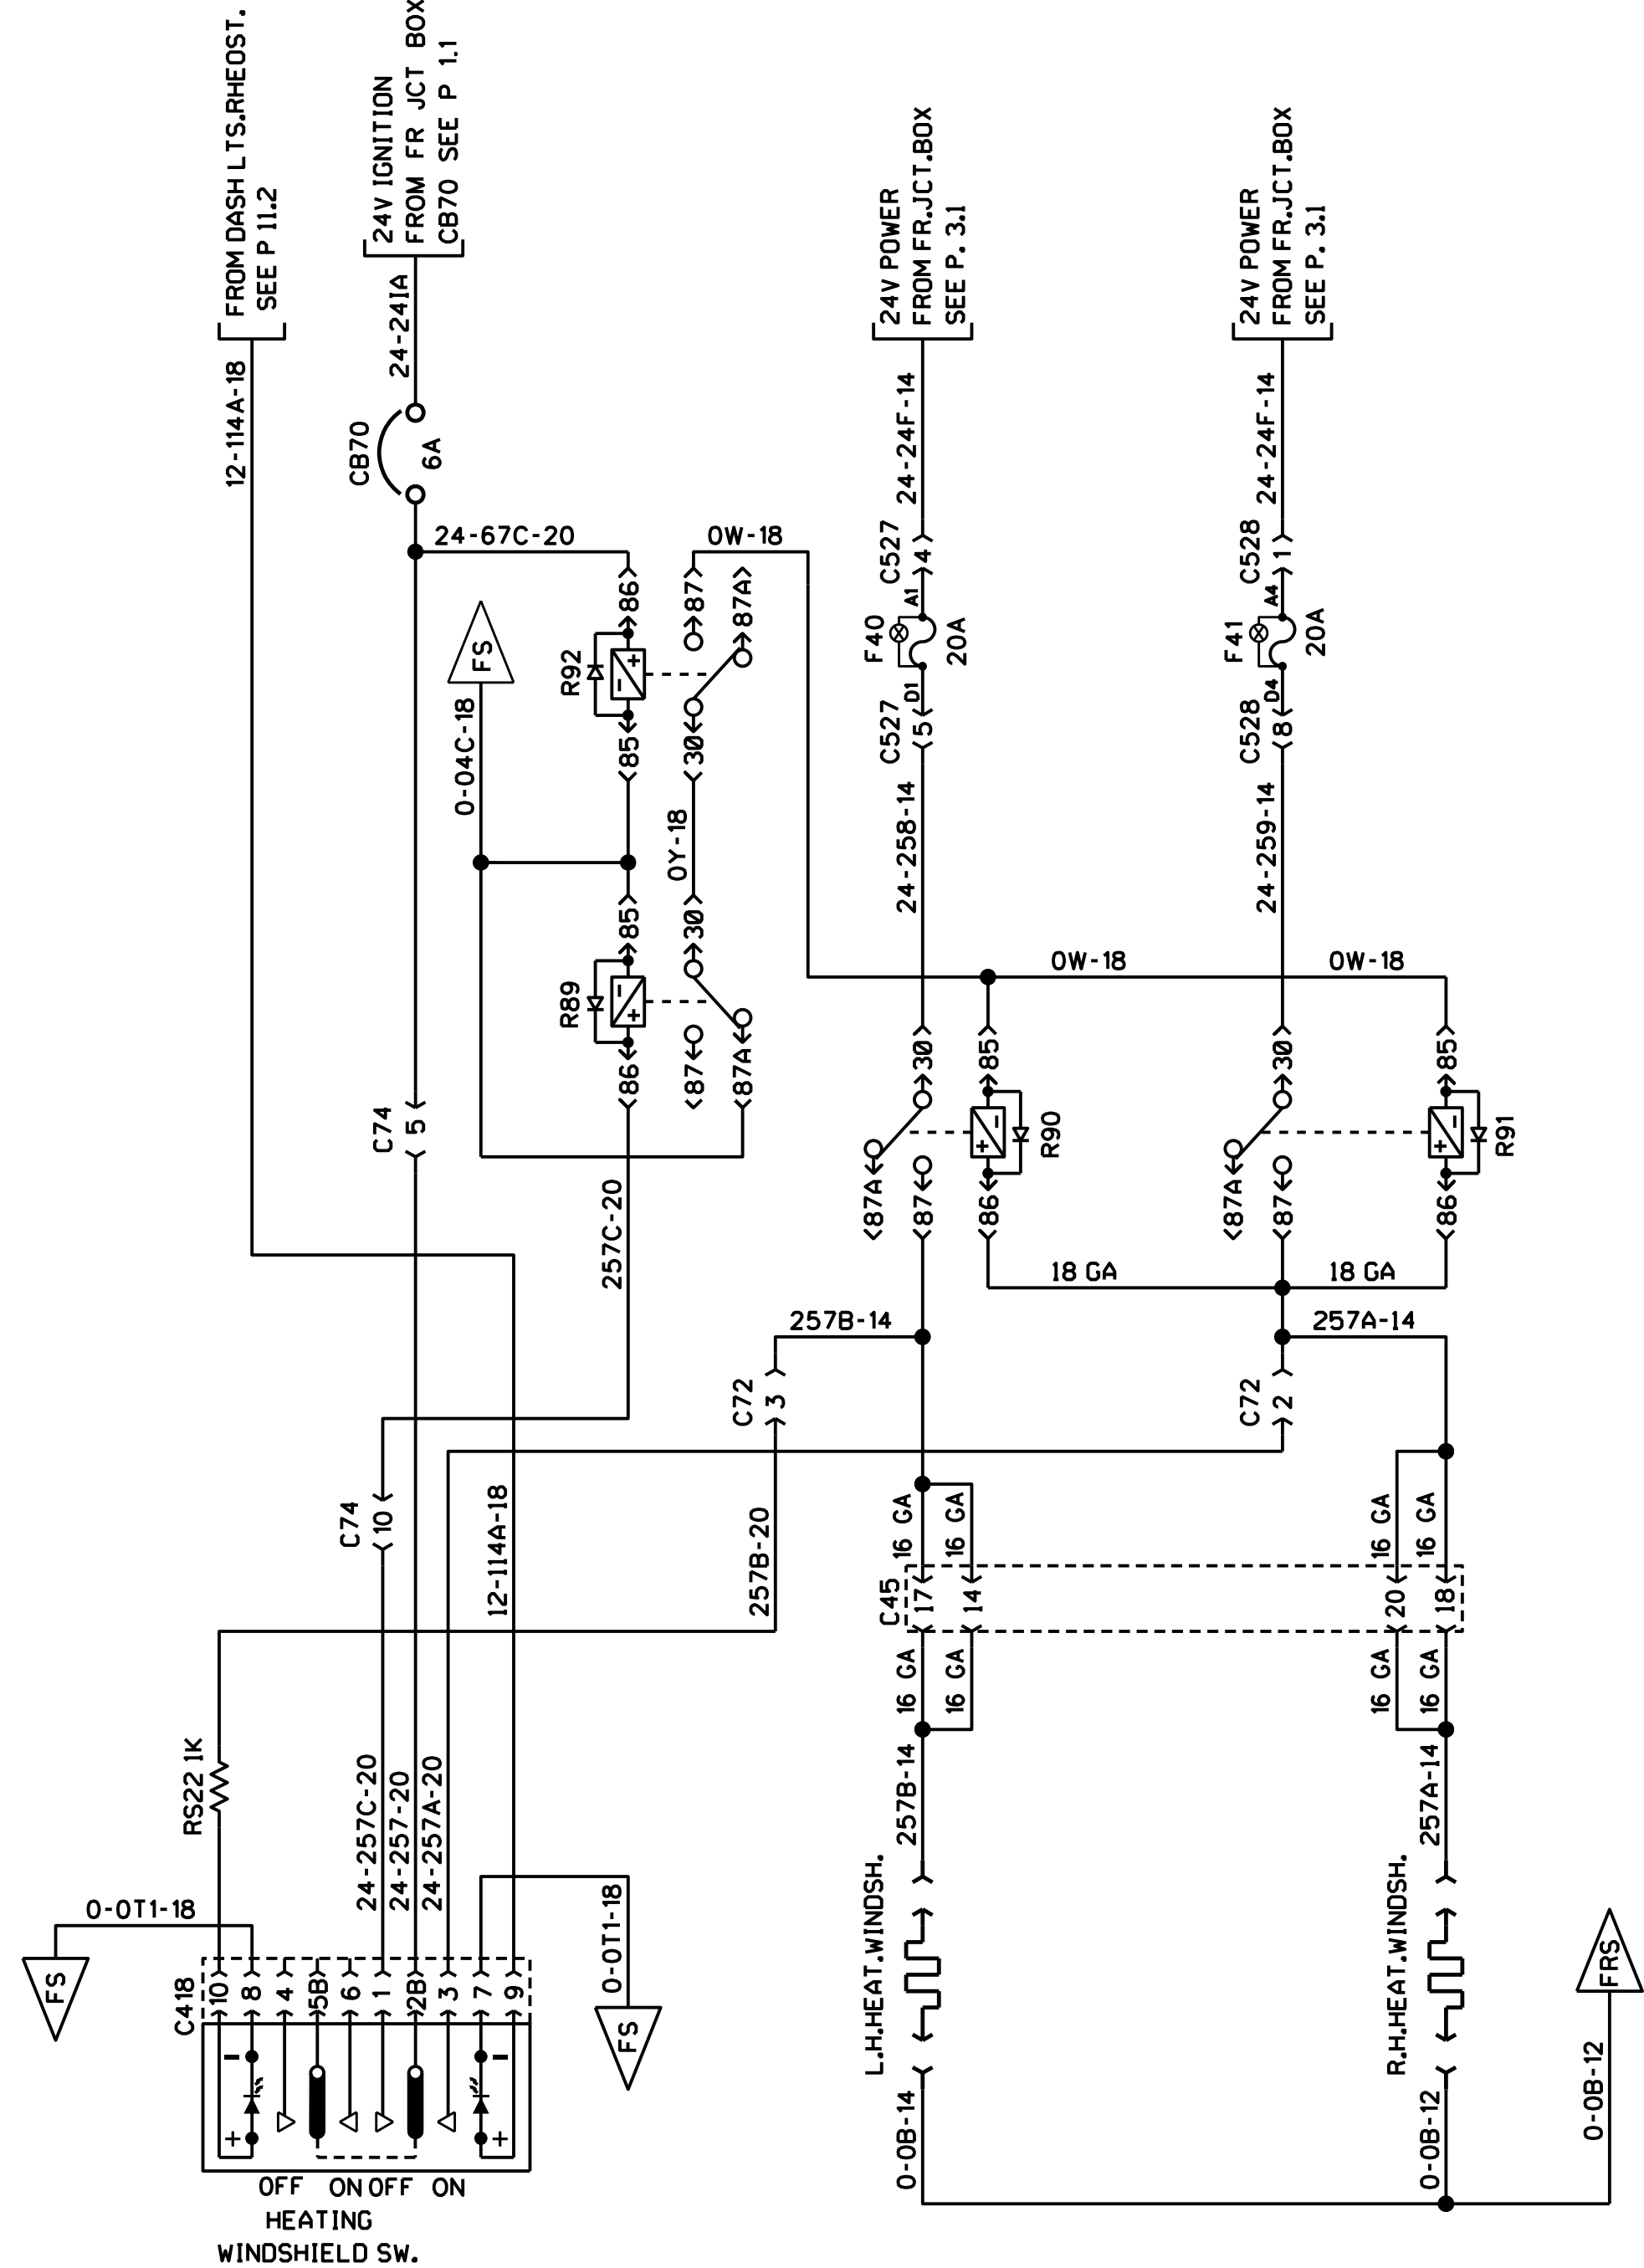 FROM DASH LTS.RHEOST.
SEE P 11.2
12-114A-18
24V IGNITION
FROM FR JCT BOX
CB70 SEE P 1.1
24-24IA
CB70
6A
24V POWER
FROM FR.JCT.BOX
SEE P. 3.1
24-24F-14
24V POWER
FROM FR.JCT.BOX
SEE P. 3.1
24-24F-14
24-67C-20
0W-18
C527
4
A1
F40
20A
D1
C527
5
C528
1
A4
F41
20A
D4
C528
8
86
87
87A
FS
R92
+
-
85
30
0-04C-18
0Y-18
24-258-14
24-259-14
85
30
R89
-
+
86
87
87A
0W-18
0W-18
C74
5
30
85
30
85
+
-
R90
+
-
R91
87A
87
86
87A
87
86
257C-20
18 GA
18 GA
257B-14
257A-14
C72
3
C72
2
C74
10
12-114A-18
257B-20
16 GA
16 GA
16 GA
16 GA
C45
17
14
20
18
16 GA
16 GA
16 GA
16 GA
RS22 1K
24-257C-20
24-257-20
24-257A-20
257B-14
257A-14
0-0T1-18
FS
0-0T1-18
FS
L.H.HEAT.WINDSH.
R.H.HEAT.WINDSH.
FRS
C418
10
8
4
5B
6
1
2B
3
7
9
-
+
-
+
0-0B-14
0-0B-12
0-0B-12
OFF ON OFF ON
HEATING
WINDSHIELD SW.